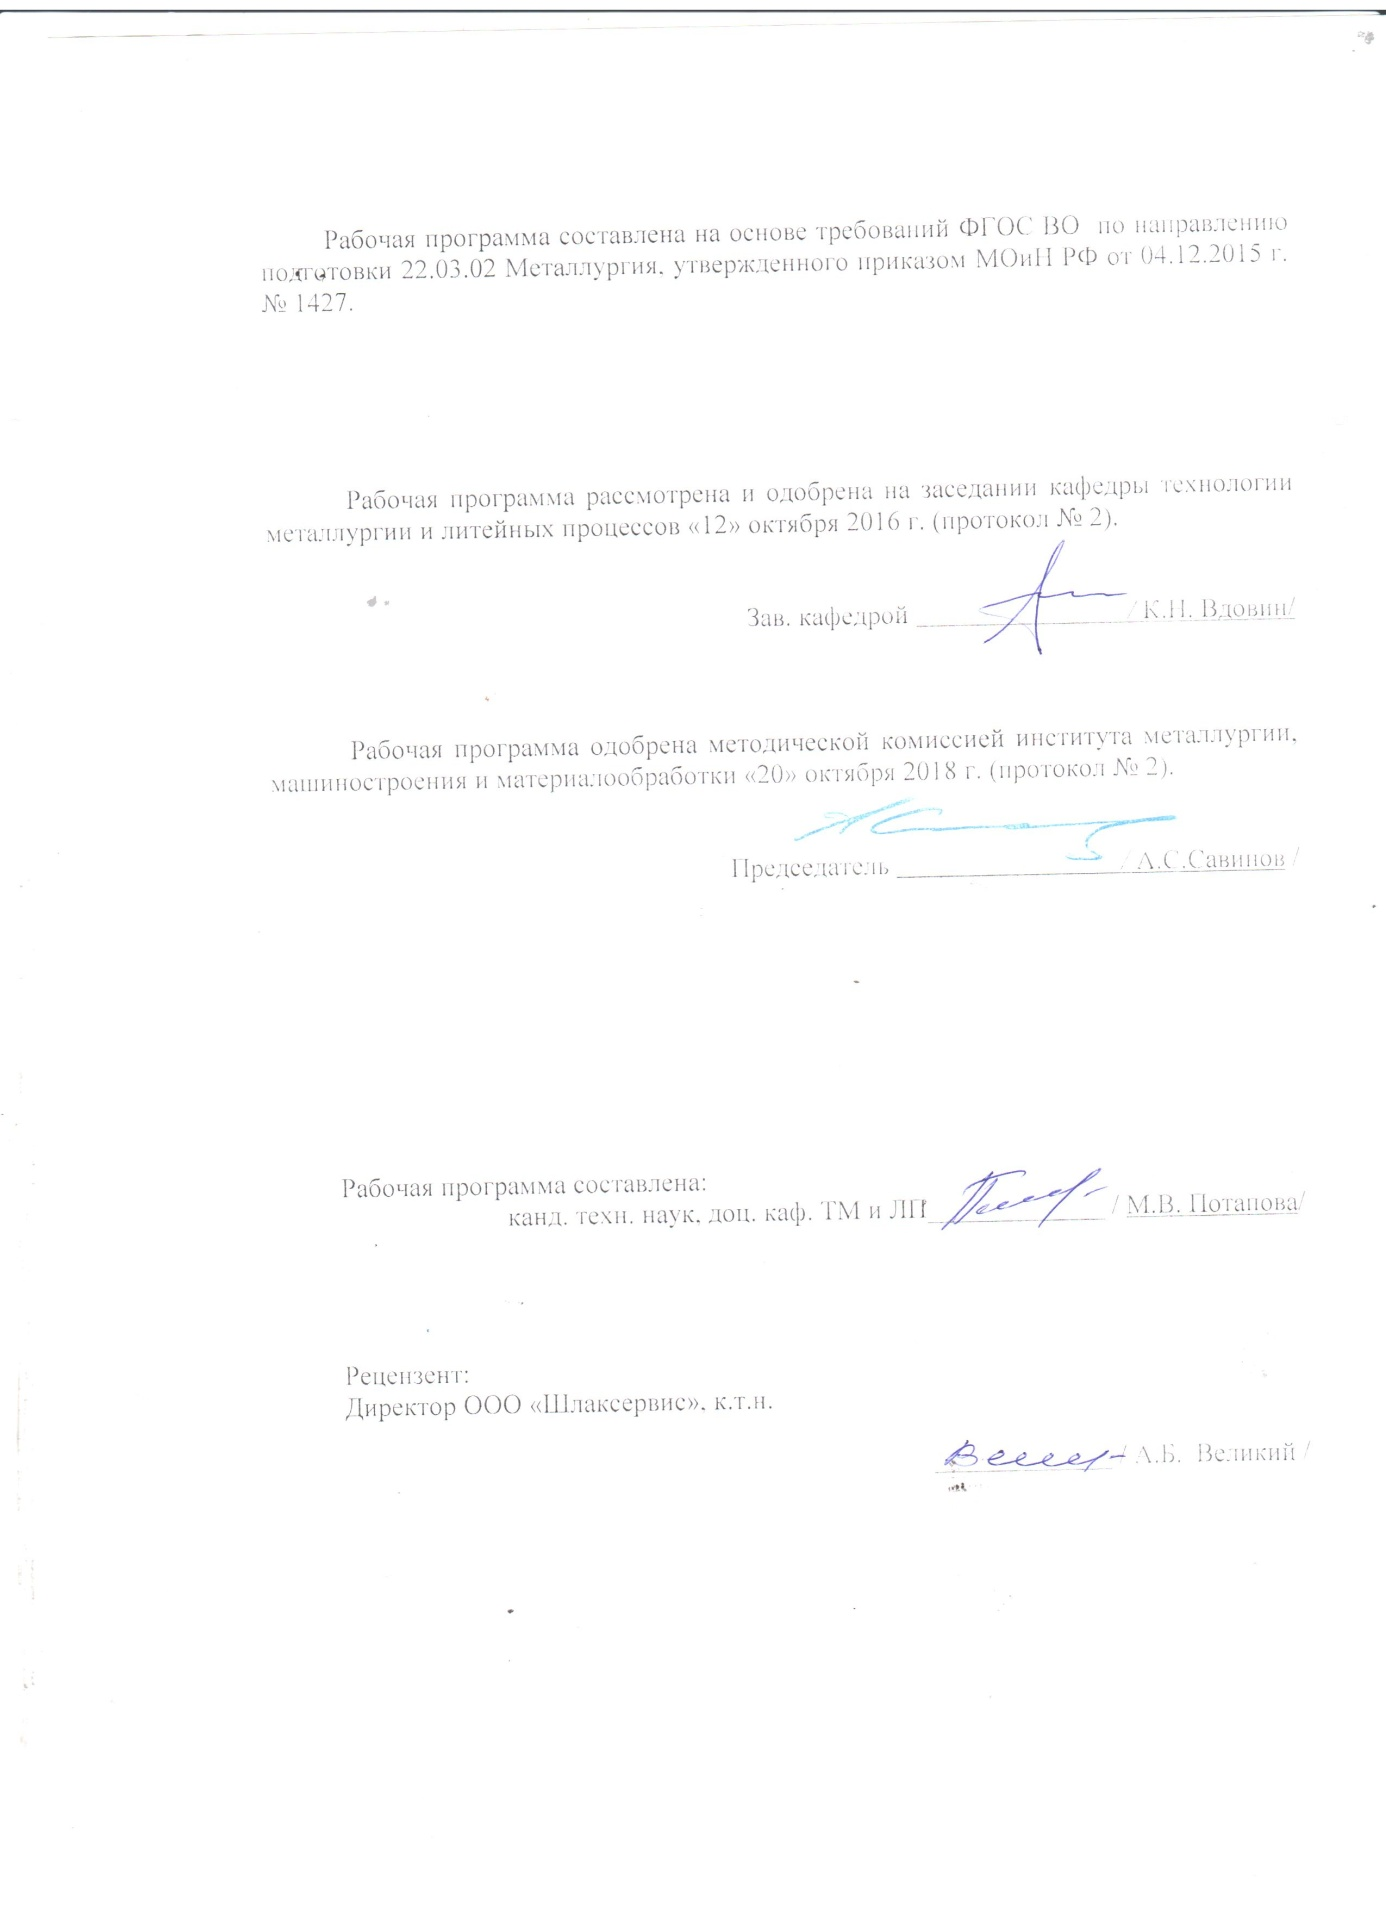 Рабочая программа составлена на основе требований ФГОС ВО по направлению
подготовки 22.03.02 Металлургия, утвержденного приказом МОиН РФ от 04.12.2015 г.
№ 1427.
Рабочая программа рассмотрена и одобрена на заседании кафедры технологии
металлургии и литейных процессов «12» октября 2016 г. (протокол № 2).
Зав. кафедрой / К.Н. Вдовин/
Рабочая программа одобрена методической комиссией института металлургии,
машиностроения и материалообработки «20» октября 2018 г. (протокол № 2).
Председатель / А.С.Савинов /
Рабочая программа составлена:
канд. техн. наук, доц. каф. ТМ и ЛП / М.В. Потапова/
Рецензент:
Директор ООО «Шлаксервис», к.т.н.
/ А.Б. Великий /